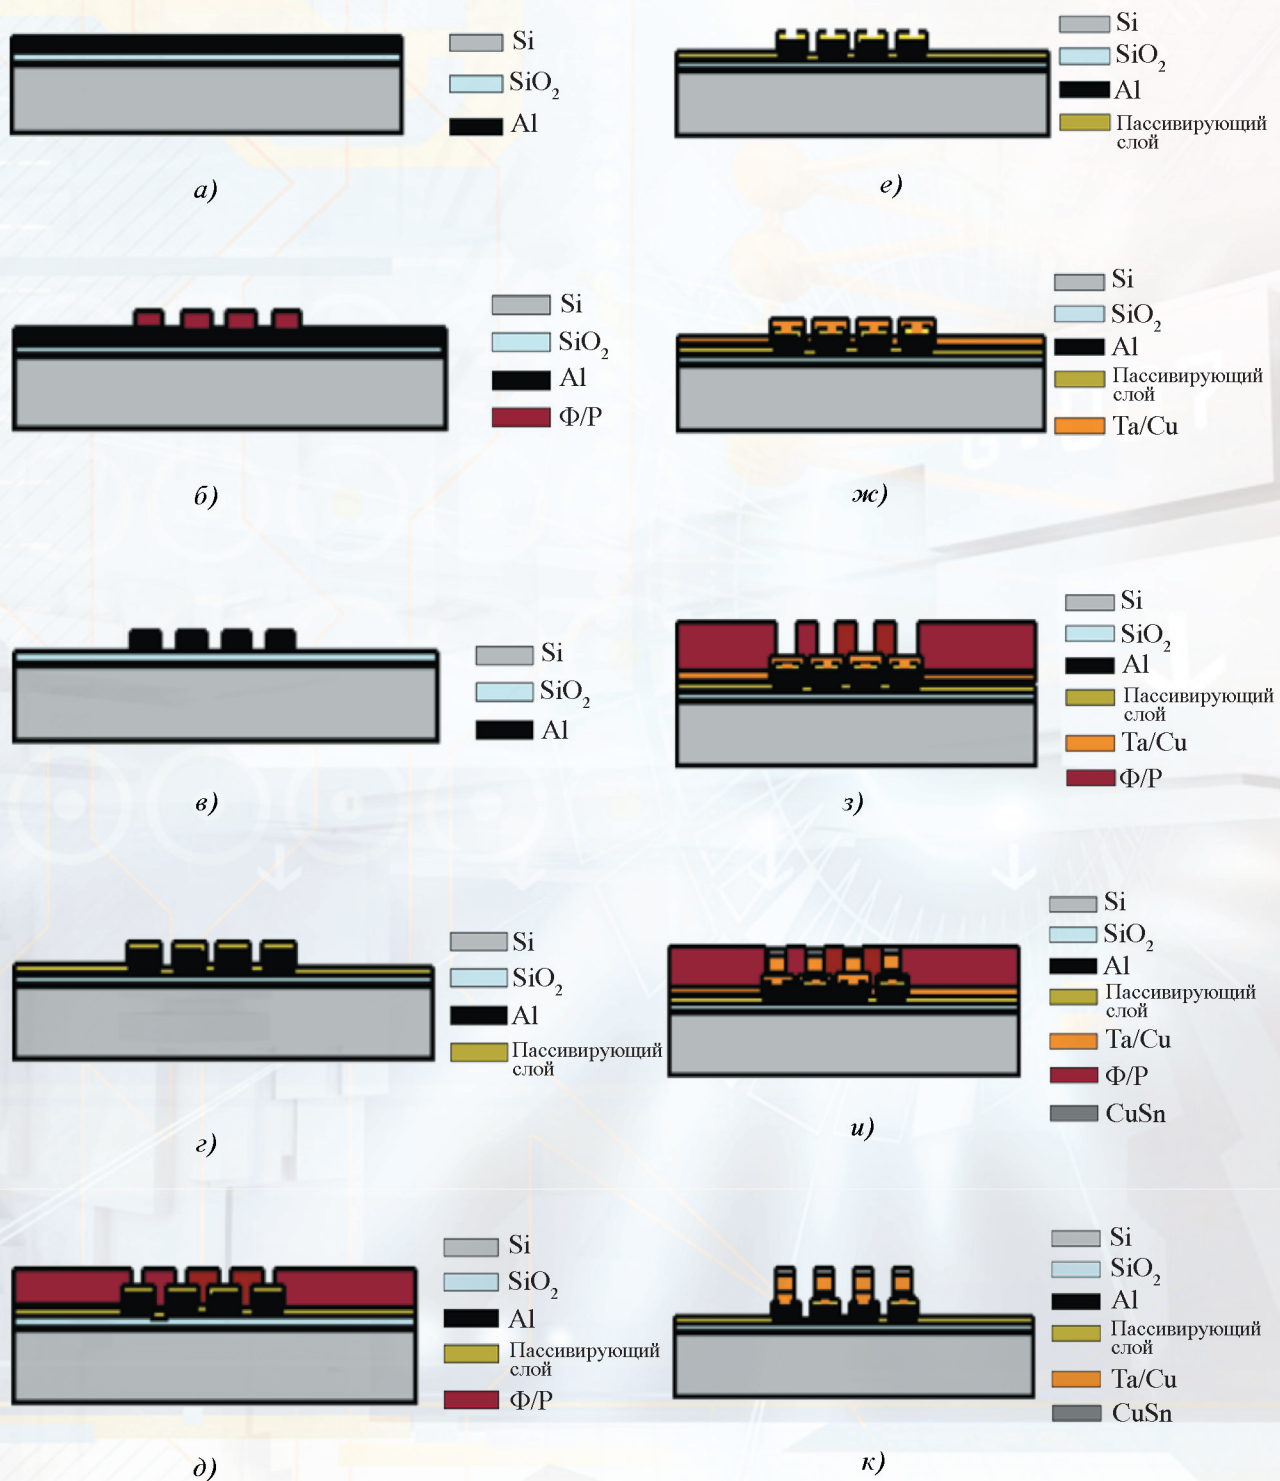 Si
SiO2
Al
а)
Si
SiO2
Al
Ф/Р
б)
Si
SiO2
Al
в)
Si
SiO2
Al
Пассивирующий
слой
г)
Si
SiO2
Al
Пассивирующий
слой
Ф/Р
д)
Si
SiO2
Al
Пассивирующий
слой
е)
Si
SiO2
Al
Пассивирующий
слой
Ta/Cu
ж)
Si
SiO2
Al
Пассивирующий
слой
Ta/Cu
Ф/Р
з)
Si
SiO2
Al
Пассивирующий
слой
Ta/Cu
Ф/Р
CuSn
и)
Si
SiO2
Al
Пассивирующий
слой
Ta/Cu
CuSn
к)